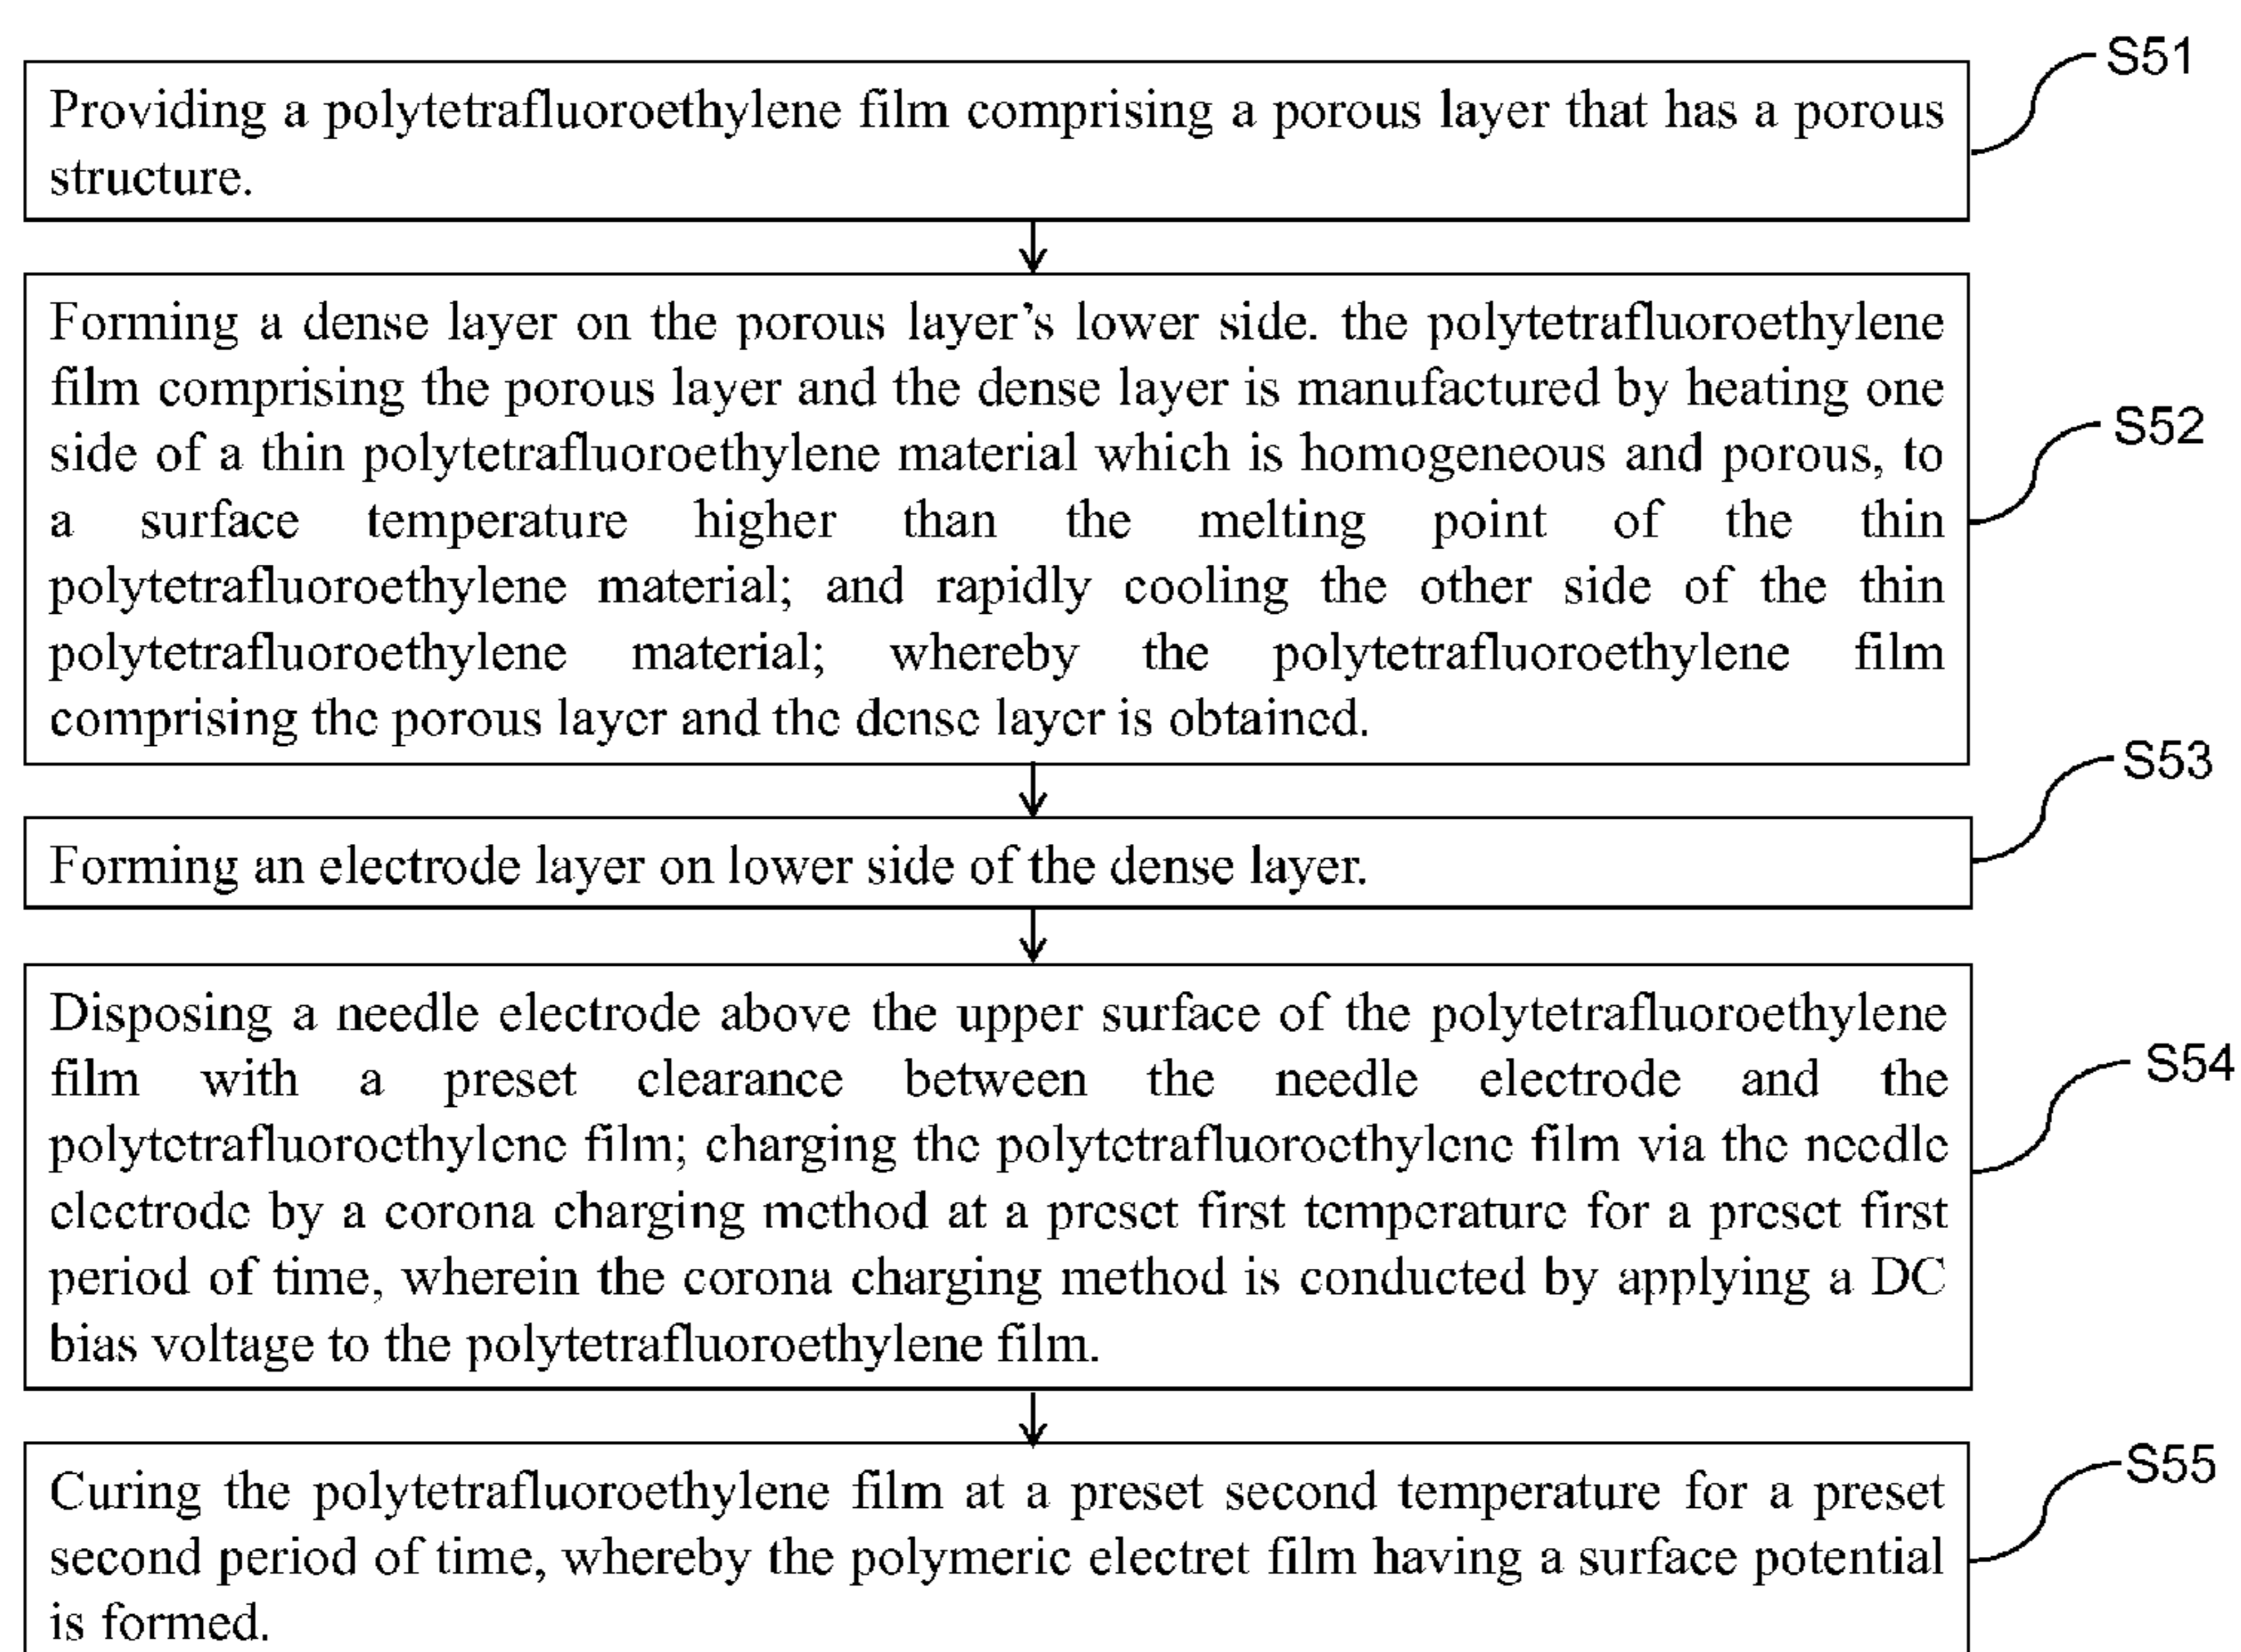 S51
Providing a polytetrafluoroethylene film comprising a porous layer that has a porous
structure.
Forming a dense layer on the porous layer's lower side. the polytetrafluoroethylene
film comprising the porous layer and the dense layer is manufactured by heating one
side of a thin polytetrafluoroethylene material which is homogeneous and porous, to
S52
a surface temperature higher than the melting point of the thin
polytetrafluoroethylene material; and rapidly cooling the other side of the thin
polytetrafluoroethylene material; whereby the polytetrafluoroethylene film
comprising the porous layer and the dense layer is obtained.
S53
Forming an electrode layer on lower side of the dense layer.
Disposing a needle electrode above the upper surface of the polytetrafluoroethylene
film with a preset clearance between the needle electrode and the
S54
polytetrafluoroethylene film; charging the polytetrafluoroethylene film via the needle
electrode by a corona charging method at a preset first temperature for a preset first
period of time, wherein the corona charging method is conducted by applying a DC
bias voltage to the polytetrafluoroethylene film.
S55
Curing the polytetrafluoroethylene film at a preset second temperature for a preset
second period of time, whereby the polymeric electret film having a surface potential
is formed.